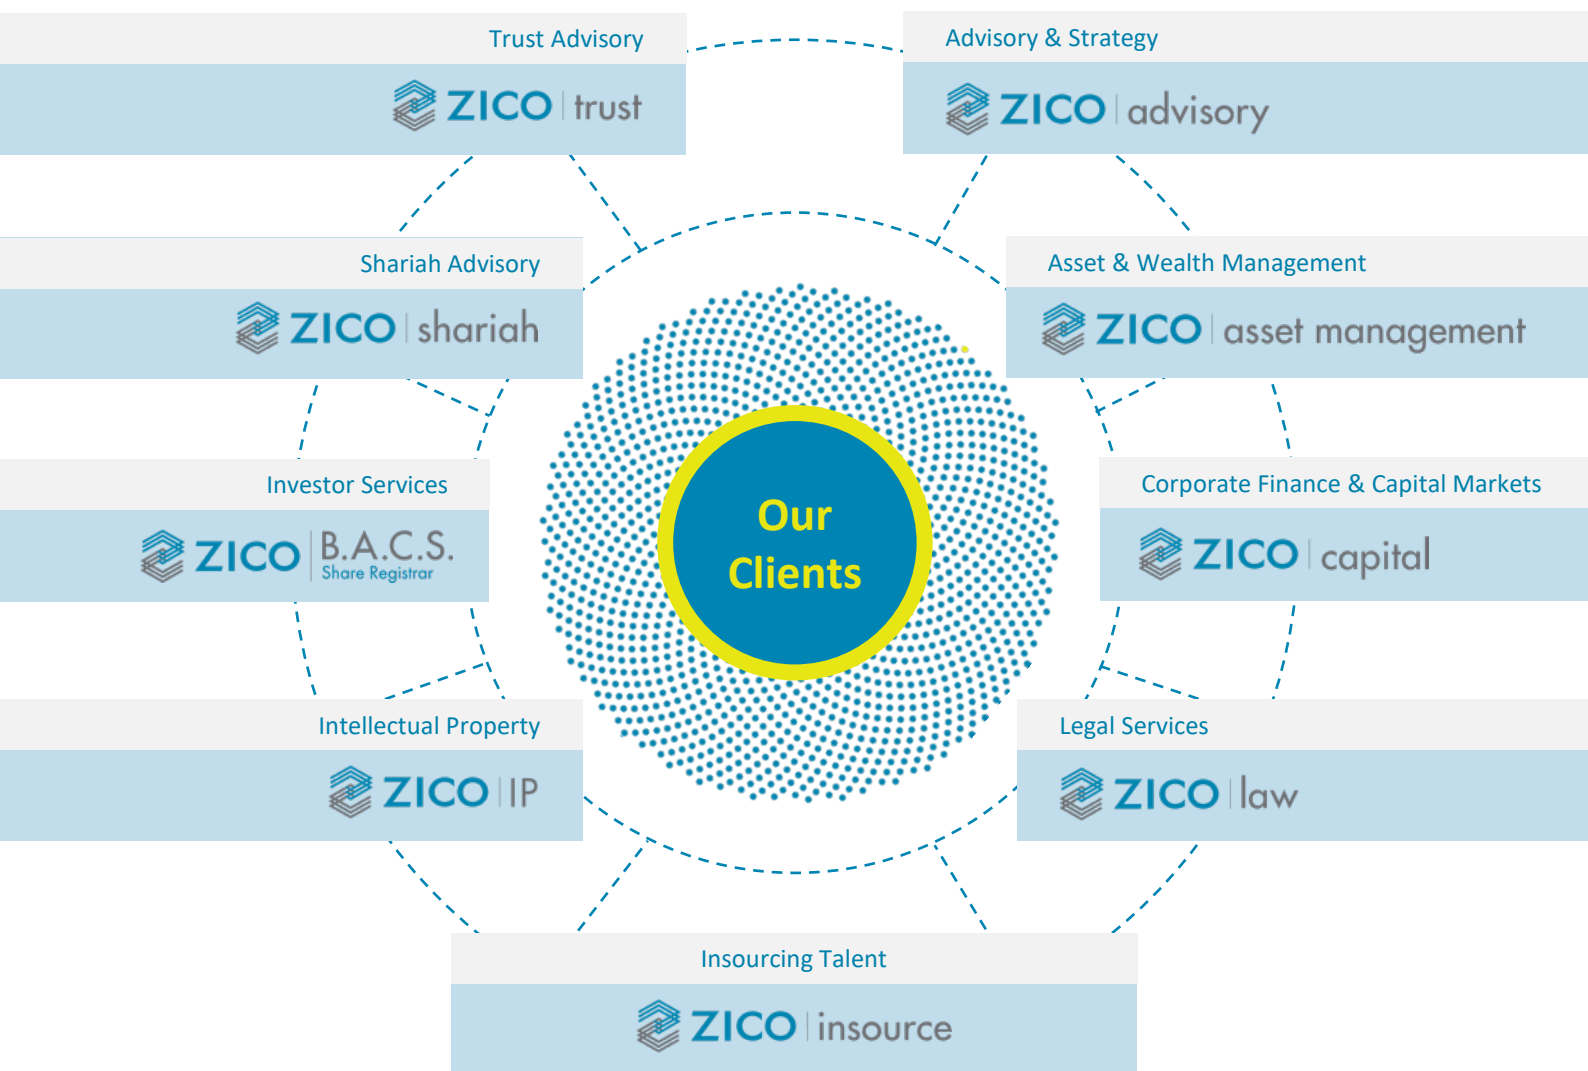 Trust Advisory
ZICO trust
Advisory & Strategy
ZICO advisory
Shariah Advisory
ZICO shariah
Asset & Wealth Management
ZICO asset management
Investor Services
ZICO B.A.C.S.
Share Registrar
Our
Clients
Corporate Finance & Capital Markets
ZICO capital
Intellectual Property
ZICO IP
Legal Services
ZICO law
Insourcing Talent
ZICO insource